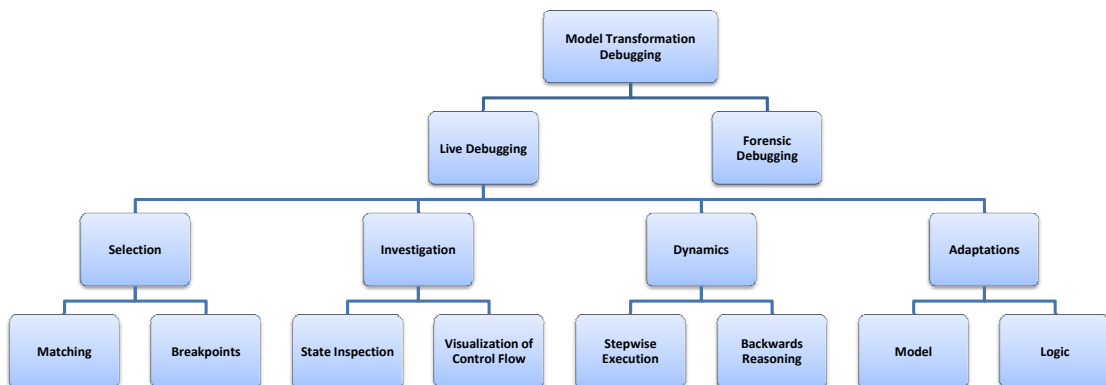 Model Transformation
Debugging
Live Debugging
Forensic
Debugging
Selection
Investigation
Dynamics
Adaptations
Matching
Breakpoints
State Inspection
Visualization of
Control Flow
Stepwise
Execution
Backwards
Reasoning
Model
Logic